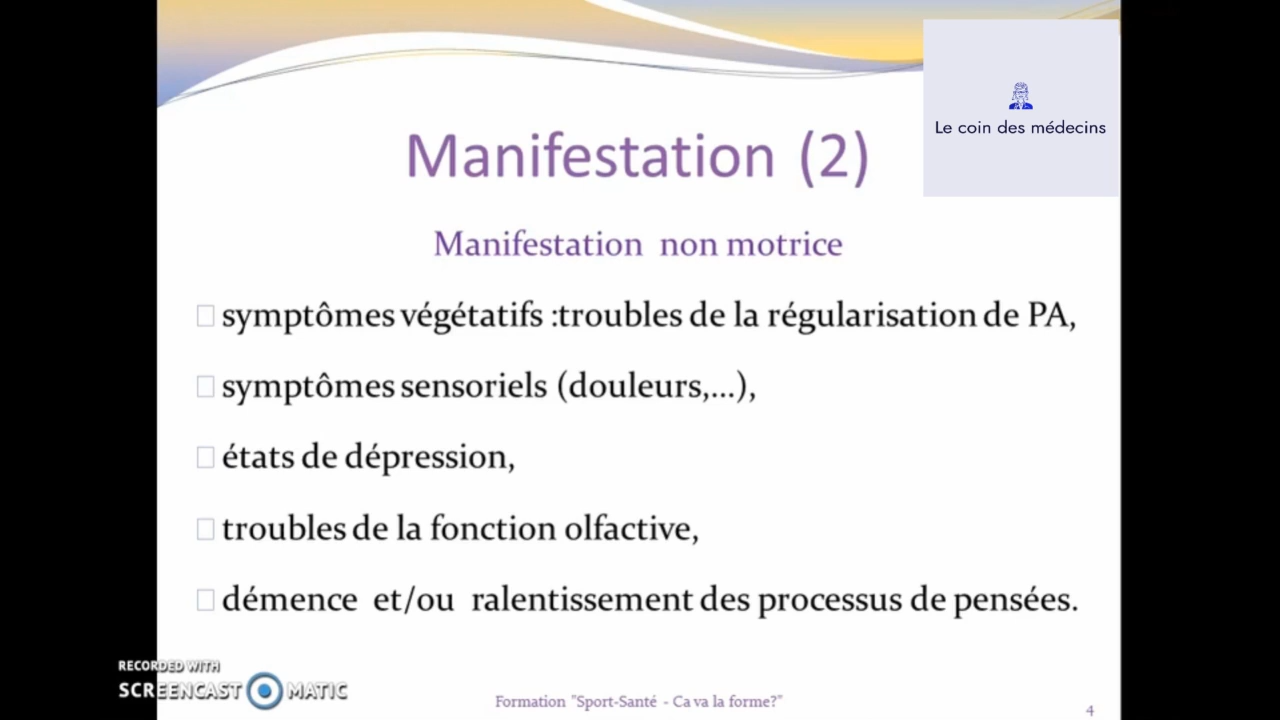 Le coin des médecins
Manifestation (2)
Manifestation non motrice
symptômes végétatifs :troubles de la régularisation de PA,
symptômes sensoriels (douleurs,...),
états de dépression,
troubles de la fonction olfactive,
démence et/ou ralentissement des processus de pensées.
RECORDED WITH
SCREENCAST MATIC
Formation "Sport-Santé - Ca va la forme?"
4